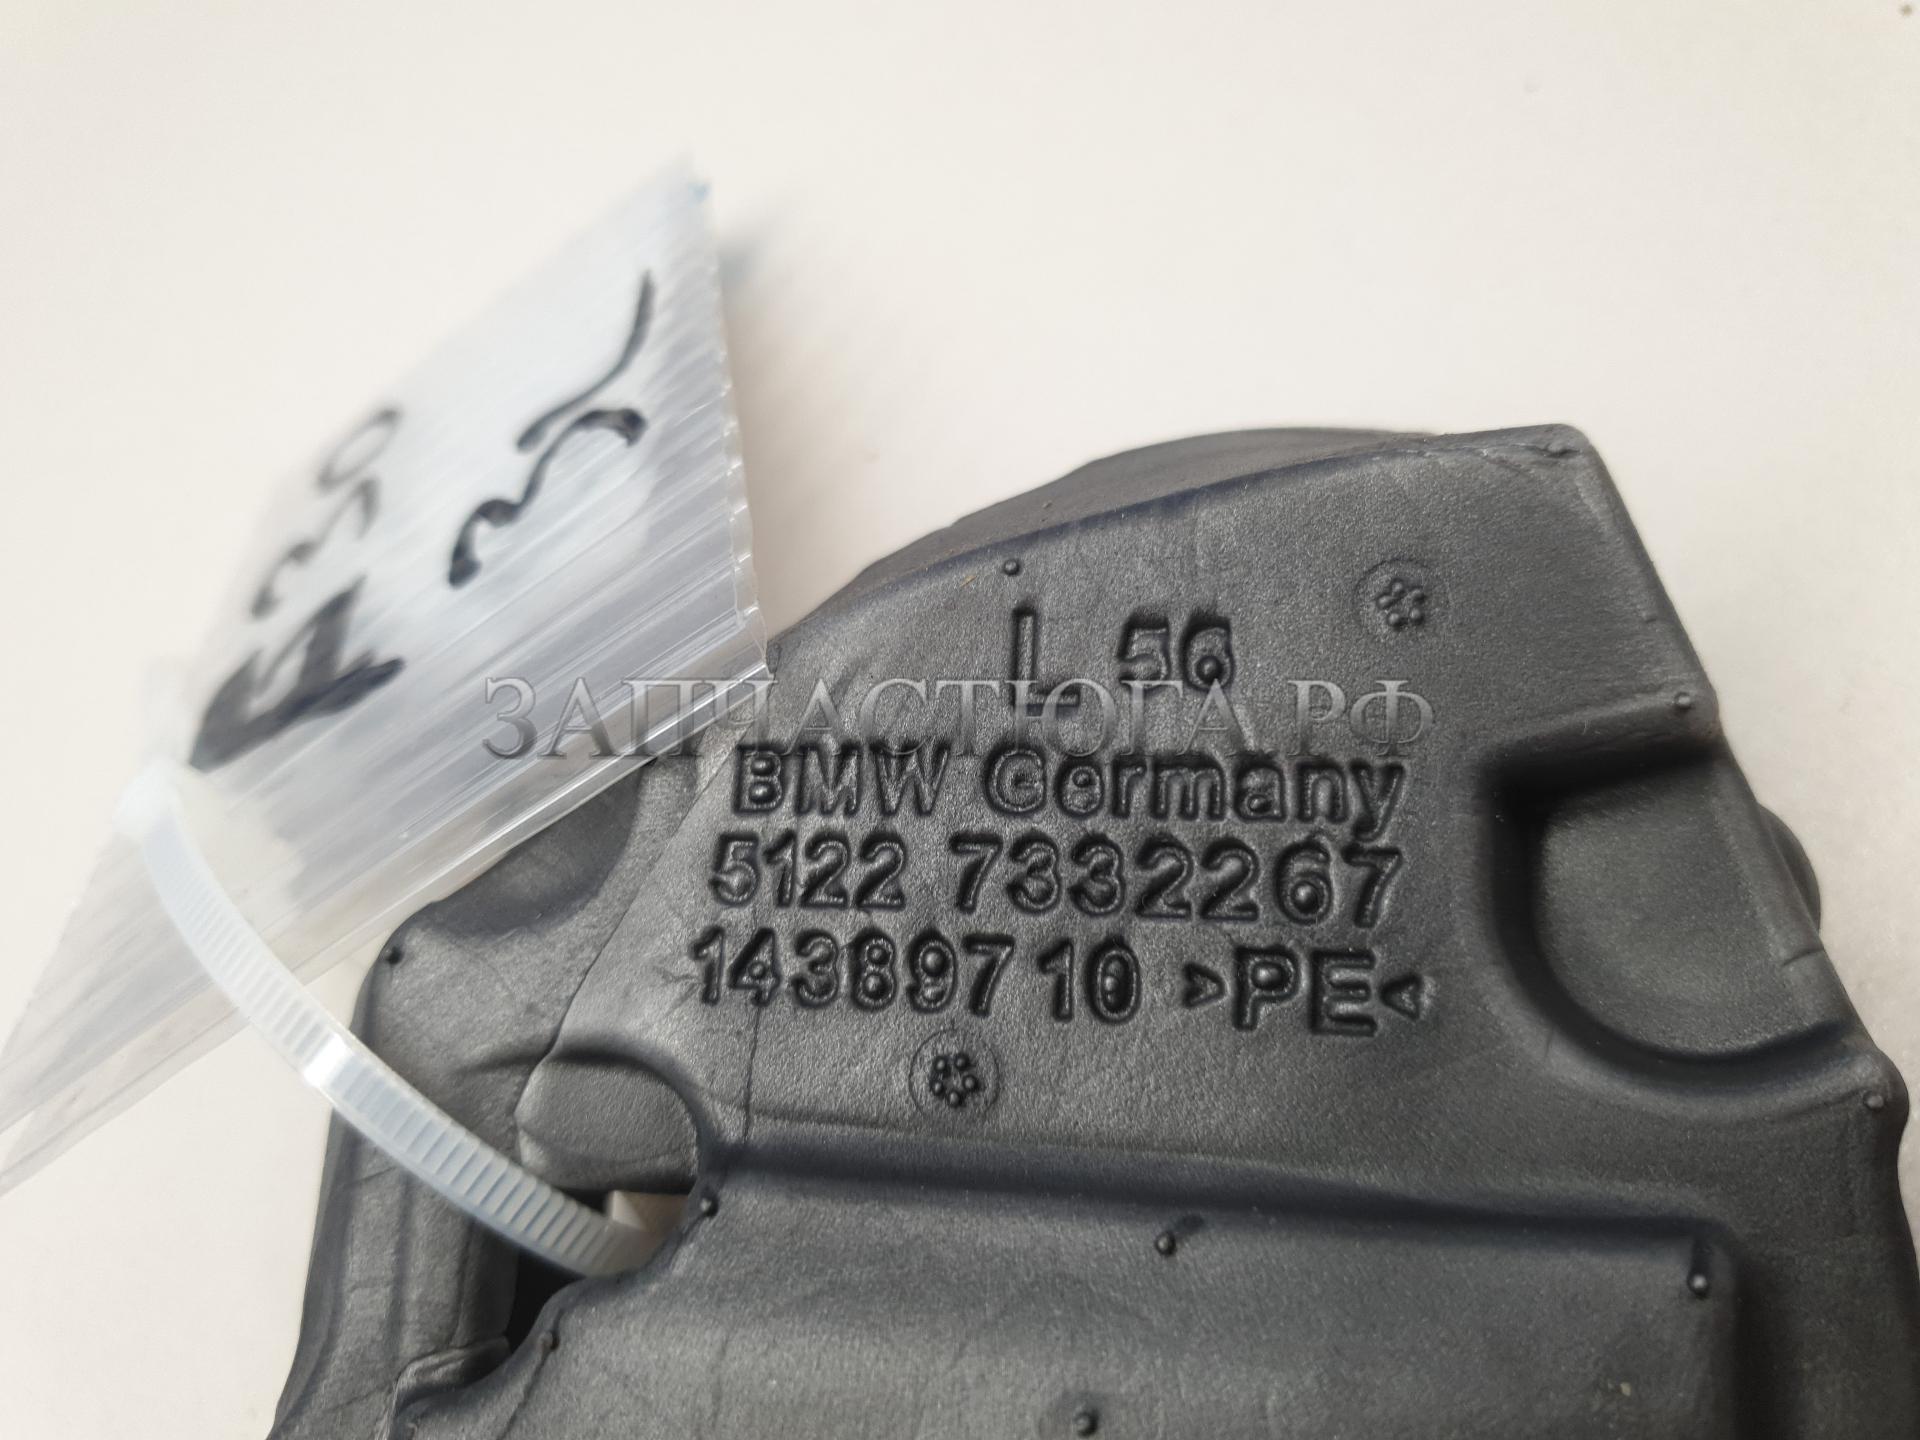 L 56
ЗАПЧАСТЮГА.РФ
BMW Germany
5122 7332267
14389710 >PE<